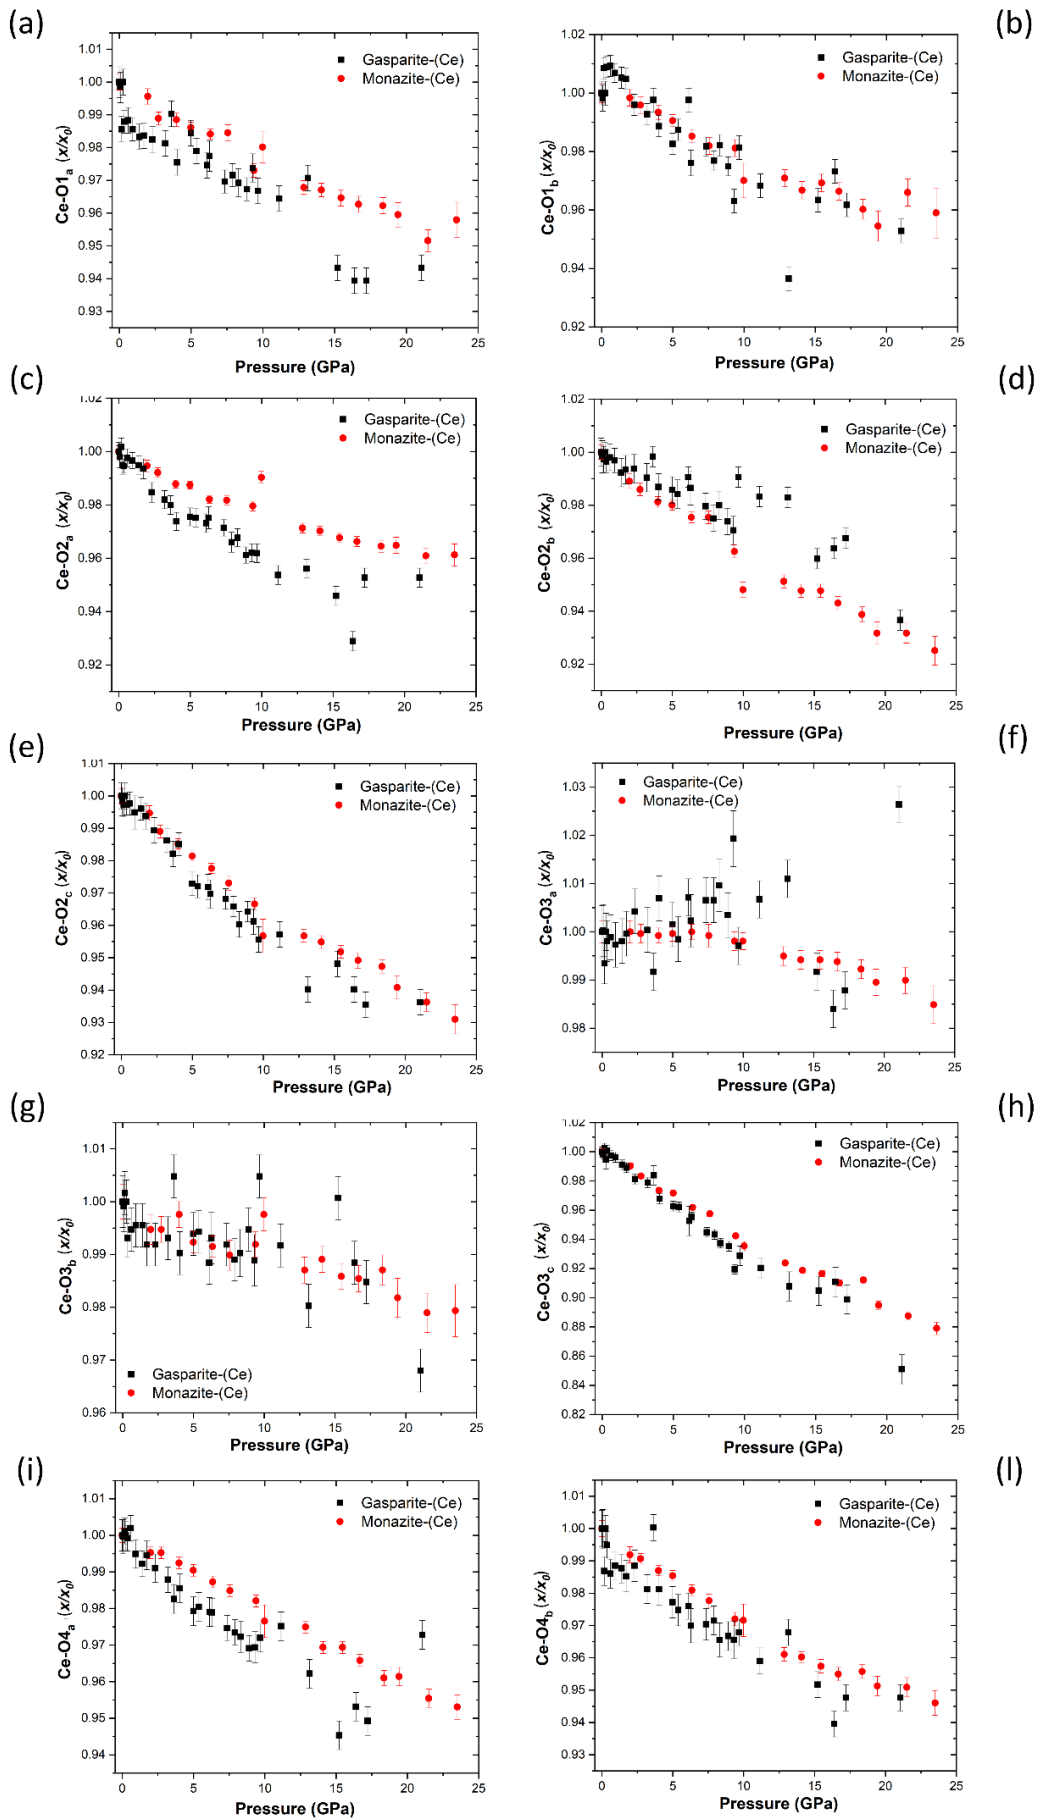 (a)
1.01
1.00
0.99
0.98
0.97
0.96
0.95
0.94
0.93
Ce-O1a (x/x0)
Gasparite-(Ce)
Monazite-(Ce)
0 5 10 15 20 25
Pressure (GPa)
(b)
1.02
1.00
0.98
0.96
0.94
0.92
Ce-O1b (x/x0)
Gasparite-(Ce)
Monazite-(Ce)
0 5 10 15 20 25
Pressure (GPa)
(c)
1.02
1.00
0.98
0.96
0.94
0.92
Ce-O2a (x/x0)
Gasparite-(Ce)
Monazite-(Ce)
0 5 10 15 20 25
Pressure (GPa)
(d)
1.02
1.00
0.98
0.96
0.94
0.92
Ce-O2b (x/x0)
Gasparite-(Ce)
Monazite-(Ce)
0 5 10 15 20 25
Pressure (GPa)
(e)
1.01
1.00
0.99
0.98
0.97
0.96
0.95
0.94
0.93
0.92
Ce-O2c (x/x0)
Gasparite-(Ce)
Monazite-(Ce)
0 5 10 15 20 25
Pressure (GPa)
(f)
1.03
1.02
1.01
1.00
0.99
0.98
Ce-O3a (x/x0)
Gasparite-(Ce)
Monazite-(Ce)
0 5 10 15 20 25
Pressure (GPa)
(g)
1.01
1.00
0.99
0.98
0.97
0.96
Ce-O3b (x/x0)
Gasparite-(Ce)
Monazite-(Ce)
0 5 10 15 20 25
Pressure (GPa)
(h)
1.02
1.00
0.98
0.96
0.94
0.92
0.90
0.88
0.86
0.84
0.82
Ce-O3c (x/x0)
Gasparite-(Ce)
Monazite-(Ce)
0 5 10 15 20 25
Pressure (GPa)
(i)
1.01
1.00
0.99
0.98
0.97
0.96
0.95
0.94
Ce-O4a (x/x0)
Gasparite-(Ce)
Monazite-(Ce)
0 5 10 15 20 25
Pressure (GPa)
(l)
1.01
1.00
0.99
0.98
0.97
0.96
0.95
0.94
0.93
Ce-O4b (x/x0)
Gasparite-(Ce)
Monazite-(Ce)
0 5 10 15 20 25
Pressure (GPa)